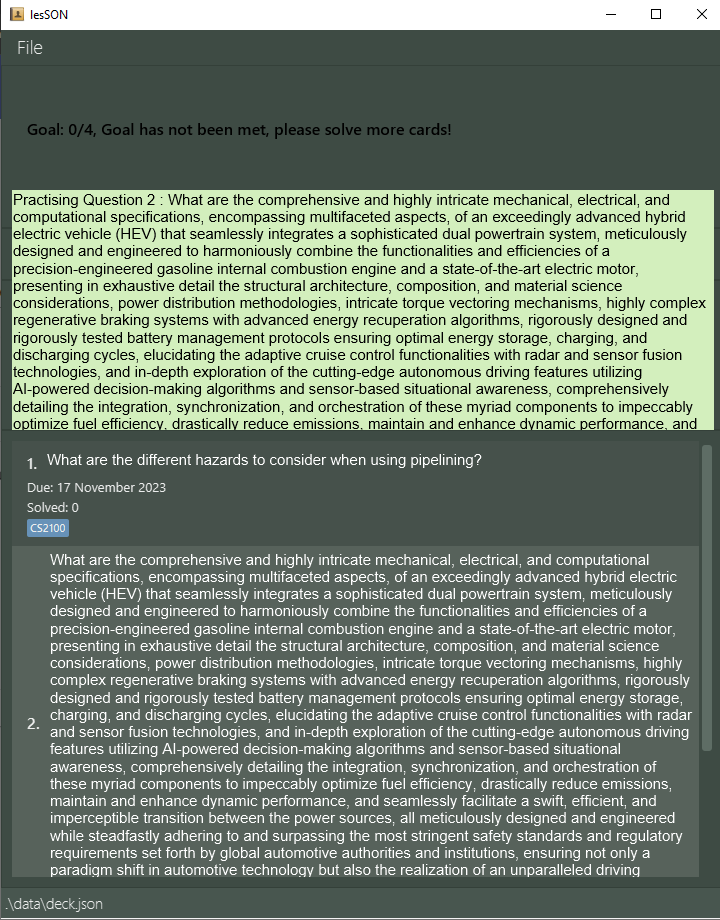 lesSON
File
Goal: 0/4, Goal has not been met, please solve more cards!
Practising Question 2 : What are the comprehensive and highly intricate mechanical, electrical, and
computational specifications, encompassing multifaceted aspects, of an exceedingly advanced hybrid
electric vehicle (HEV) that seamlessly integrates a sophisticated dual powertrain system, meticulously
designed and engineered to harmoniously combine the functionalities and efficiencies of a
precision-engineered gasoline internal combustion engine and a state-of-the-art electric motor,
presenting in exhaustive detail the structural architecture, composition, and material science
considerations, power distribution methodologies, intricate torque vectoring mechanisms, highly complex
regenerative braking systems with advanced energy recuperation algorithms, rigorously designed and
rigorously tested battery management protocols ensuring optimal energy storage, charging, and
discharging cycles, elucidating the adaptive cruise control functionalities with radar and sensor fusion
technologies, and in-depth exploration of the cutting-edge autonomous driving features utilizing
AI-powered decision-making algorithms and sensor-based situational awareness, comprehensively
detailing the integration, synchronization, and orchestration of these myriad components to impeccably
optimize fuel efficiency, drastically reduce emissions, maintain and enhance dynamic performance, and
1. What are the different hazards to consider when using pipelining?
Due: 17 November 2023
Solved: 0
CS2100
What are the comprehensive and highly intricate mechanical, electrical, and computational
specifications, encompassing multifaceted aspects, of an exceedingly advanced hybrid electric
vehicle (HEV) that seamlessly integrates a sophisticated dual powertrain system, meticulously
designed and engineered to harmoniously combine the functionalities and efficiencies of a
precision-engineered gasoline internal combustion engine and a state-of-the-art electric motor,
presenting in exhaustive detail the structural architecture, composition, and material science
considerations, power distribution methodologies, intricate torque vectoring mechanisms, highly
complex regenerative braking systems with advanced energy recuperation algorithms, rigorously
designed and rigorously tested battery management protocols ensuring optimal energy storage,
2. charging, and discharging cycles, elucidating the adaptive cruise control functionalities with radar
and sensor fusion technologies, and in-depth exploration of the cutting-edge autonomous driving
features utilizing AI-powered decision-making algorithms and sensor-based situational
awareness, comprehensively detailing the integration, synchronization, and orchestration of
these myriad components to impeccably optimize fuel efficiency, drastically reduce emissions,
maintain and enhance dynamic performance, and seamlessly facilitate a swift, efficient, and
imperceptible transition between the power sources, all meticulously designed and engineered
while steadfastly adhering to and surpassing the most stringent safety standards and regulatory
requirements set forth by global automotive authorities and institutions, ensuring not only a
paradigm shift in automotive technology but also the realization of an unparalleled driving
.\data\deck.json